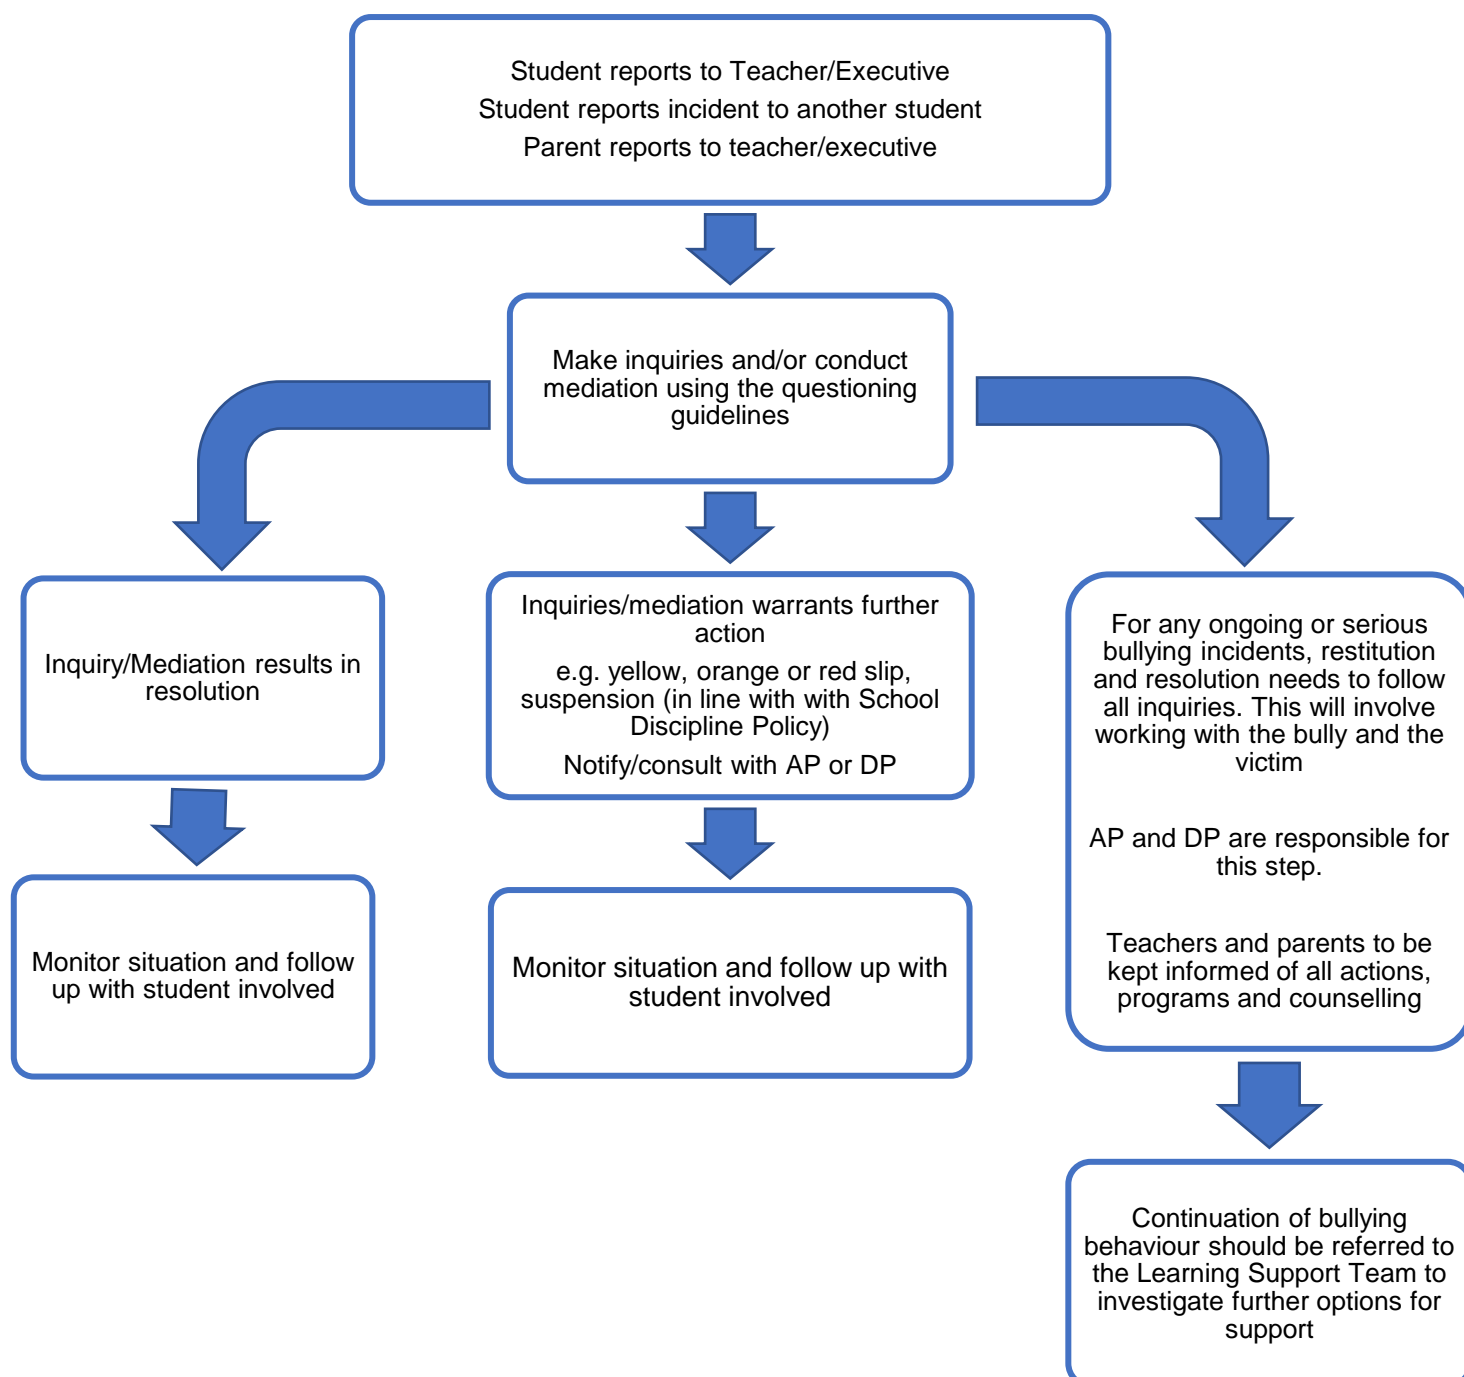 Student reports to Teacher/Executive
Student reports incident to another student
Parent reports to teacher/executive
Make inquiries and/or conduct
mediation using the questioning
guidelines
Inquiry/Mediation results in
resolution
Monitor situation and follow
up with student involved
Inquiries/mediation warrants further
action
e.g. yellow, orange or red slip,
suspension (in line with with School
Discipline Policy)
Notify/consult with AP or DP
Monitor situation and follow up with
student involved
For any ongoing or serious
bullying incidents, restitution
and resolution needs to follow
all inquiries. This will involve
working with the bully and the
victim
AP and DP are responsible for
this step.
Teachers and parents to be
kept informed of all actions,
programs and counselling
Continuation of bullying
behaviour should be referred to
the Learning Support Team to
investigate further options for
support